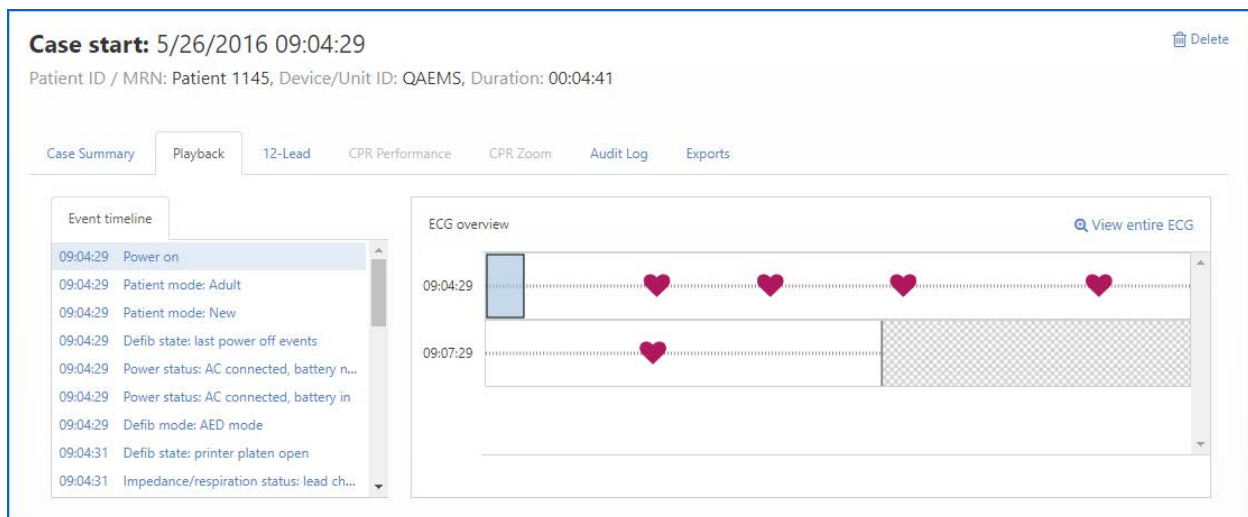 Case start: 5/26/2016 09:04:29
Delete
Patient ID / MRN: Patient 1145, Device/Unit ID: QAEMS, Duration: 00:04:41
Case Summary Playback 12-Lead CPR Performance CPR Zoom Audit Log Exports
Event timeline
09:04:29 Power on
09:04:29 Patient mode: Adult
09:04:29 Patient mode: New
09:04:29 Defib state: last power off events
09:04:29 Power status: AC connected, battery n...
09:04:29 Power status: AC connected, battery in
09:04:29 Defib mode: AED mode
09:04:31 Defib state: printer platen open
09:04:31 Impedance/respiration status: lead ch...
ECG overview
View entire ECG
09:04:29
09:07:29